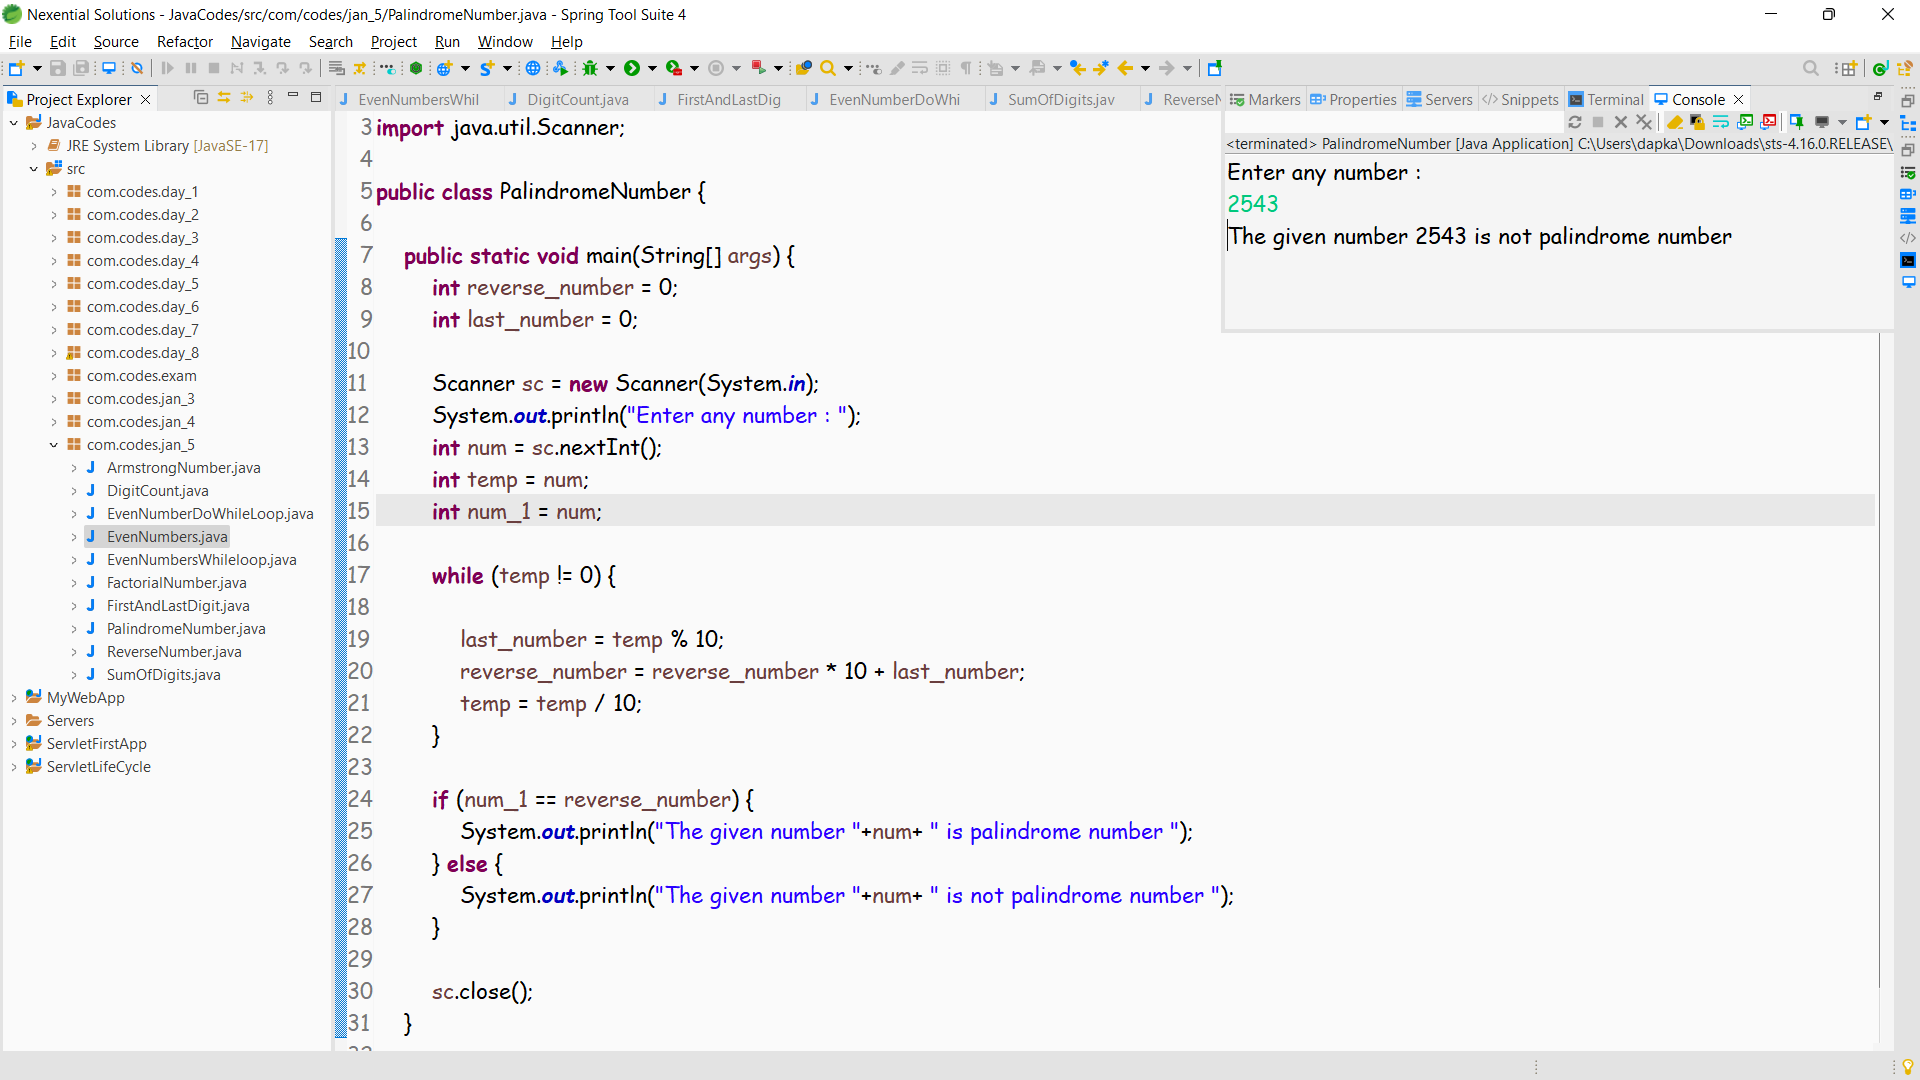 Nexential Solutions - JavaCodes/src/com/codes/jan_5/PalindromeNumber.java - Spring Tool Suite 4
File Edit Source Refactor Navigate Search Project Run Window Help
Project Explorer
JavaCodes
JRE System Library [JavaSE-17]
src
com.codes.day_1
com.codes.day_2
com.codes.day_3
com.codes.day_4
com.codes.day_5
com.codes.day_6
com.codes.day_7
com.codes.day_8
com.codes.exam
com.codes.jan_3
com.codes.jan_4
com.codes.jan_5
ArmstrongNumber.java
DigitCount.java
EvenNumberDoWhileLoop.java
EvenNumbers.java
EvenNumbersWhileloop.java
FactorialNumber.java
FirstAndLastDigit.java
PalindromeNumber.java
ReverseNumber.java
SumOfDigits.java
MyWebApp
Servers
ServletFirstApp
ServletLifeCycle
EvenNumbersWhil DigitCount.java FirstAndLastDig EvenNumberDoWhi SumOfDigits.jav ReverseN
3 import java.util.Scanner;
4
5 public class PalindromeNumber {
6
7 public static void main(String[] args) {
8 int reverse_number = 0;
9 int last_number = 0;
10
11 Scanner sc = new Scanner(System.in);
12 System.out.println("Enter any number : ");
13 int num = sc.nextInt();
14 int temp = num;
15 int num_1 = num;
16
17 while (temp != 0) {
18
19 last_number = temp % 10;
20 reverse_number = reverse_number * 10 + last_number;
21 temp = temp / 10;
22 }
23
24 if (num_1 == reverse_number) {
25 System.out.println("The given number "+num+ " is palindrome number ");
26 } else {
27 System.out.println("The given number "+num+ " is not palindrome number ");
28 }
29
30 sc.close();
31 }
Markers Properties Servers Snippets Terminal Console
<terminated> PalindromeNumber [Java Application] C:\Users\dapka\Downloads\sts-4.16.0.RELEASE\
Enter any number :
2543
The given number 2543 is not palindrome number